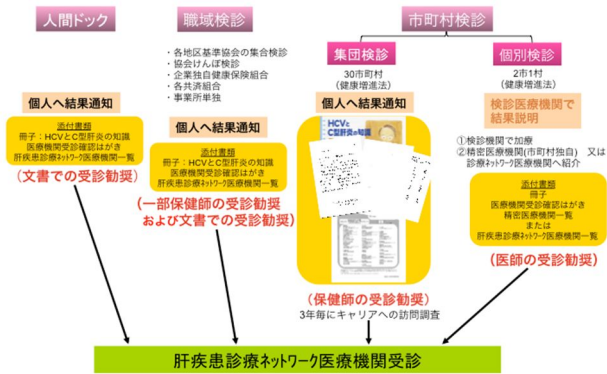 人間ドック
職域検診
市町村検診
・各地区基準協会の集合検診
・協会けんぽ検診
・企業独自健康保険組合
・各共済組合
・事業所単独
集団検診
30市町村
(健康増進法)
個別検診
2市1村
(健康増進法)
個人へ結果通知
添付書類
冊子:HCVとC型肝炎の知識
医療機関受診確認はがき
肝疾患診療ネットワーク医療機関一覧
(文書での受診勧奨)
個人へ結果通知
添付書類
冊子:HCVとC型肝炎の知識
医療機関受診確認はがき
肝疾患診療ネットワーク医療機関一覧
(一部保健師の受診勧奨
および文書での受診勧奨)
個人へ結果通知
HCVと
C型肝炎の知識
(保健師の受診勧奨)
3年毎にキャリアへの訪問調査
検診医療機関で
結果説明
①検診機関で加療
②精密医療機関(市町村独自) 又は
診療ネットワーク医療機関へ紹介
添付書類
冊子
医療機関受診確認はがき
精密医療機関一覧
または
肝疾患診療ネットワーク医療機関一覧
(医師の受診勧奨)
肝疾患診療ネットワーク医療機関受診